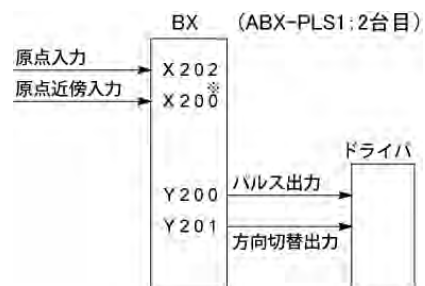 BX (ABX-PLS1:2台目)
原点入力
X202
原点近傍入力
※
X200
ドライバ
Y200
パルス出力
Y201
方向切替出力